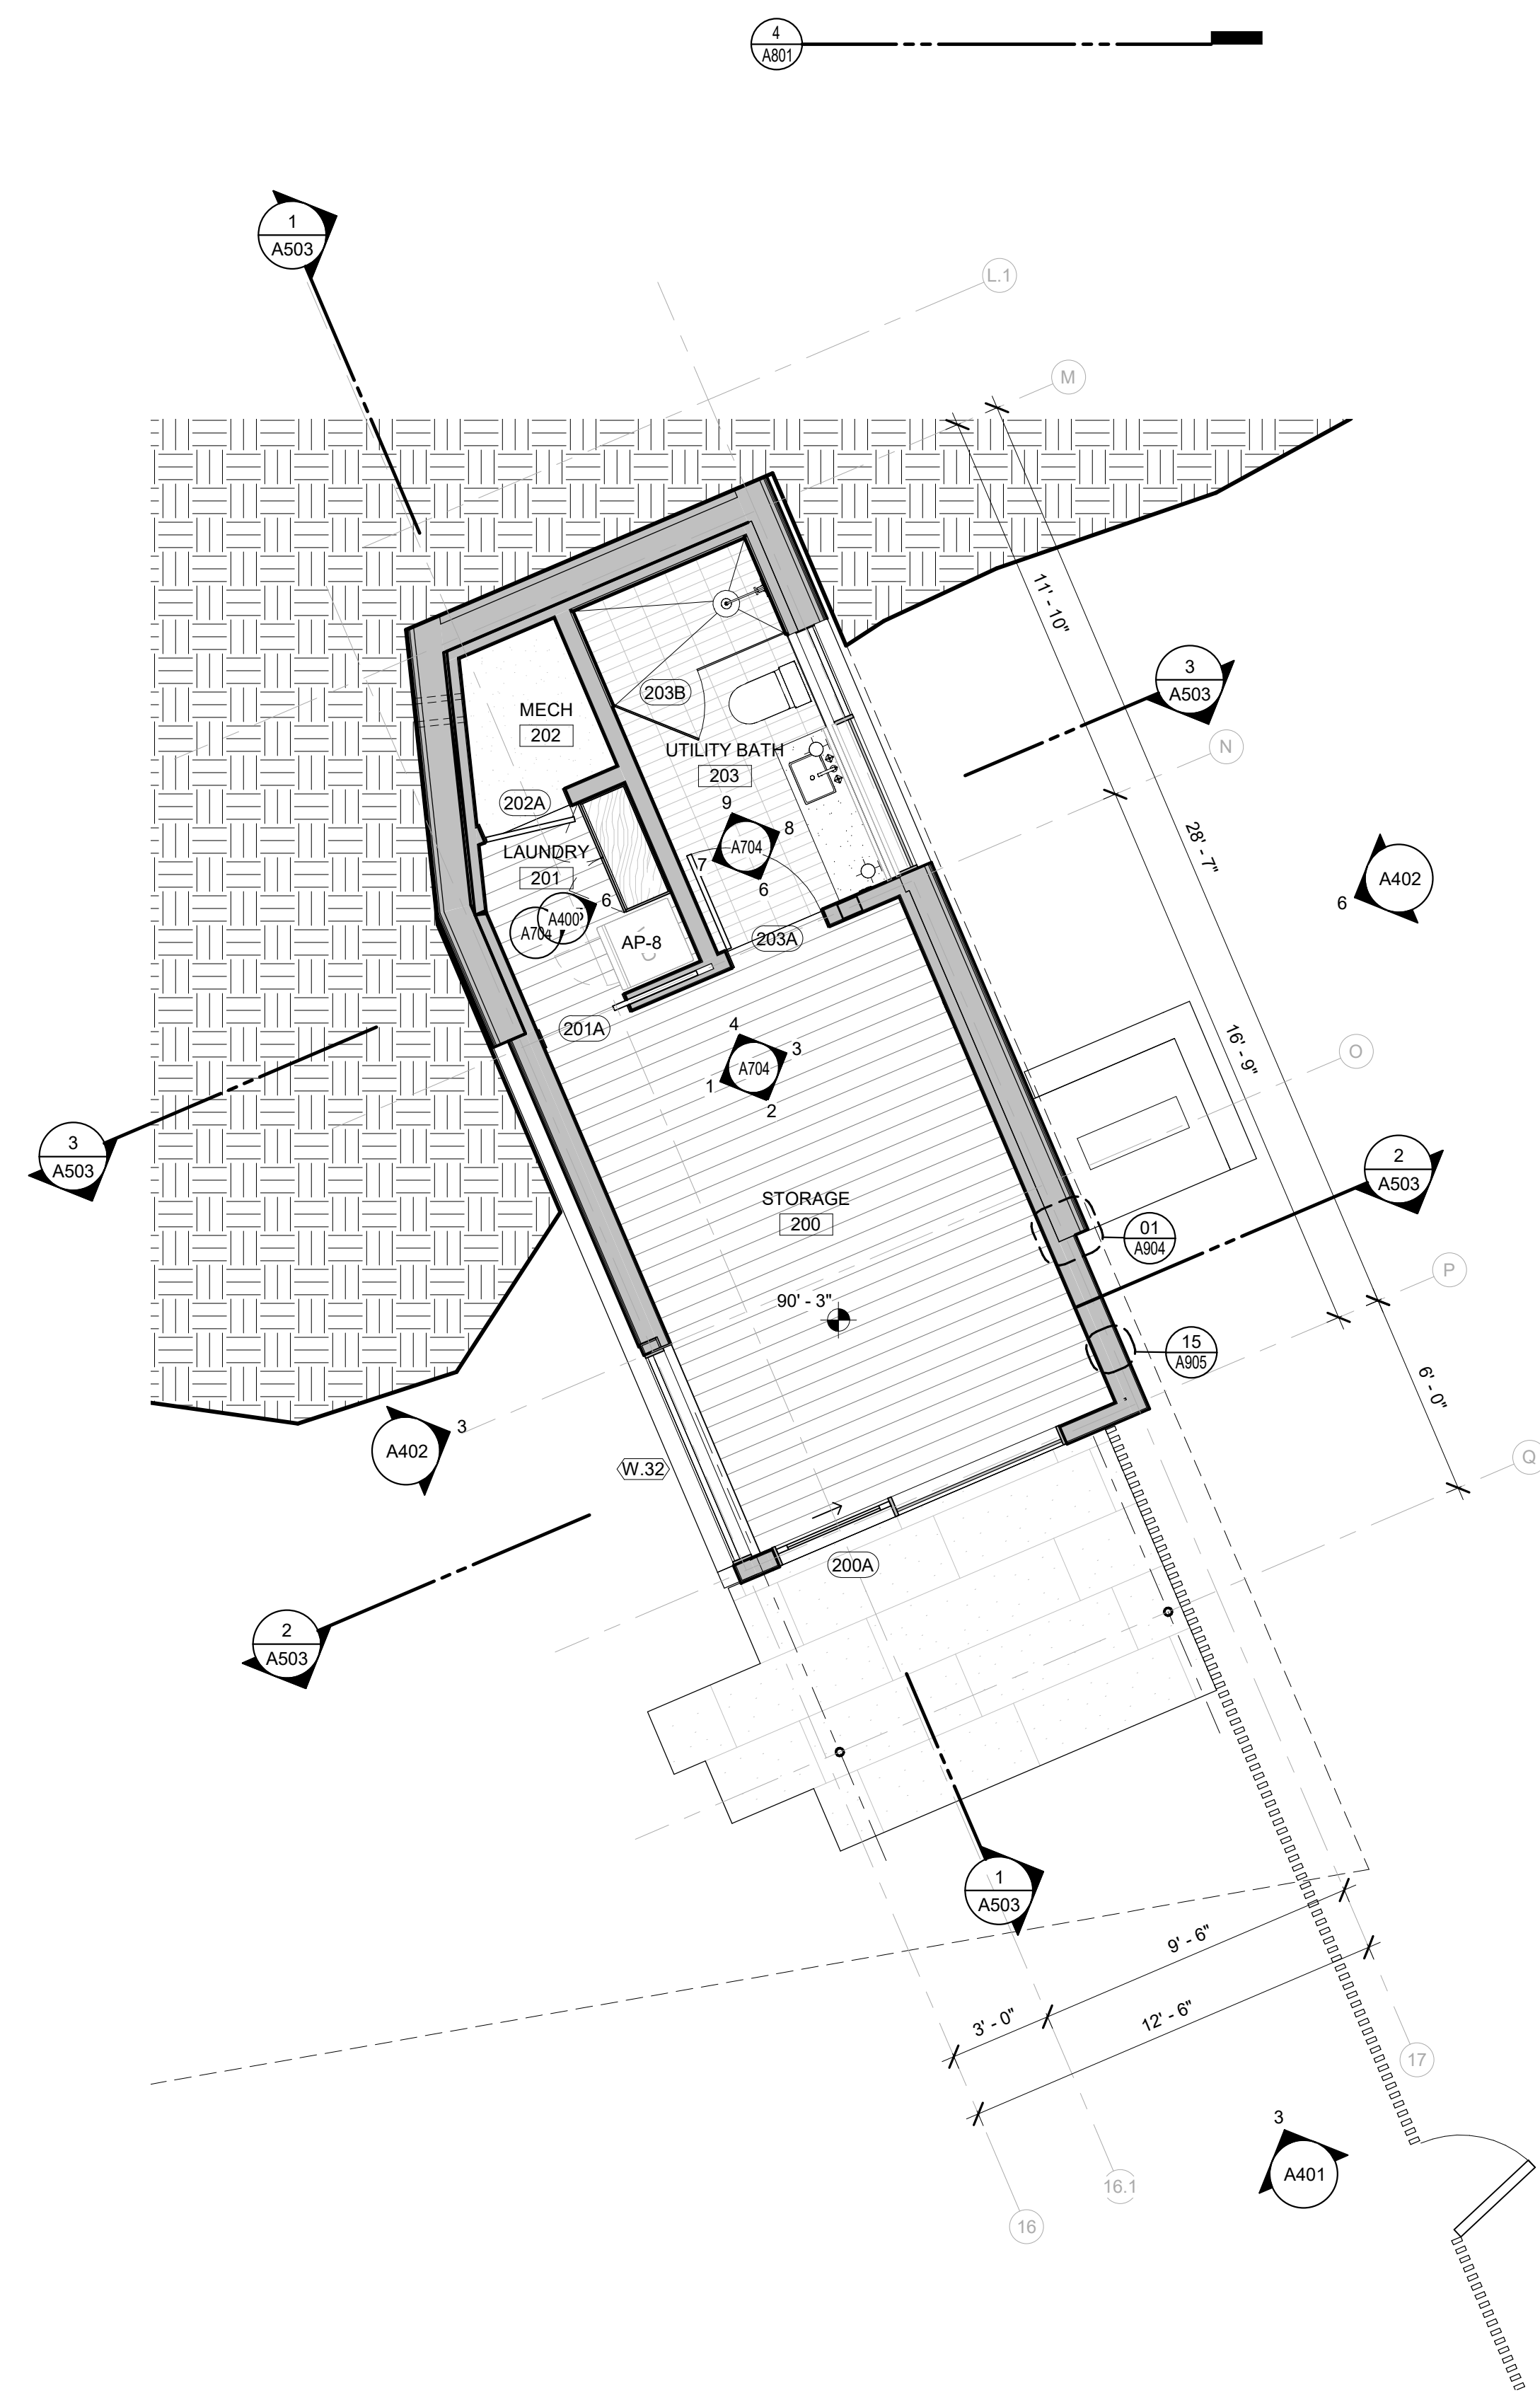 4
A801
1
A503
L.1
M
11' - 10"
3
A503
N
203B
MECH
202
UTILITY BATH
203
202A
9
8
A704
7
6
28' - 7"
LAUNDRY
201
6
A704
A400
A402
6
AP-8
203A
201A
4
3
A704
1
2
16' - 9"
O
3
A503
2
A503
STORAGE
200
01
A904
P
90' - 3"
15
A905
6' - 0"
A402
3
W.32
Q
200A
2
A503
1
A503
9' - 6"
3' - 0"
12' - 6"
17
3
A401
16.1
16